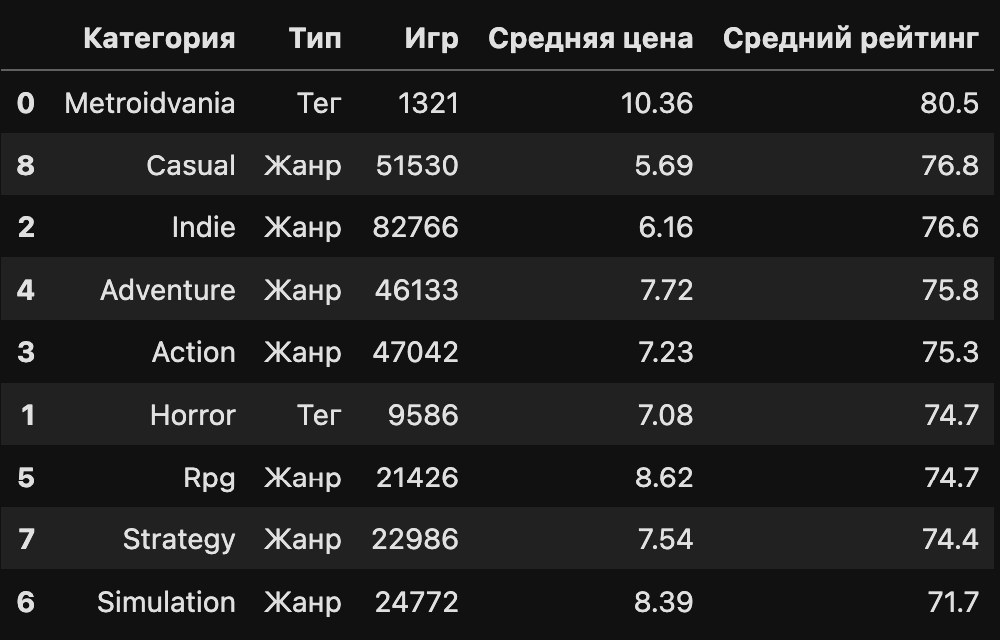 Категория Тип Игр Средняя цена Средний рейтинг
0 Metroidvania Тег 1321 10.36 80.5
8 Casual Жанр 51530 5.69 76.8
2 Indie Жанр 82766 6.16 76.6
4 Adventure Жанр 46133 7.72 75.8
3 Action Жанр 47042 7.23 75.3
1 Horror Тег 9586 7.08 74.7
5 Rpg Жанр 21426 8.62 74.7
7 Strategy Жанр 22986 7.54 74.4
6 Simulation Жанр 24772 8.39 71.7